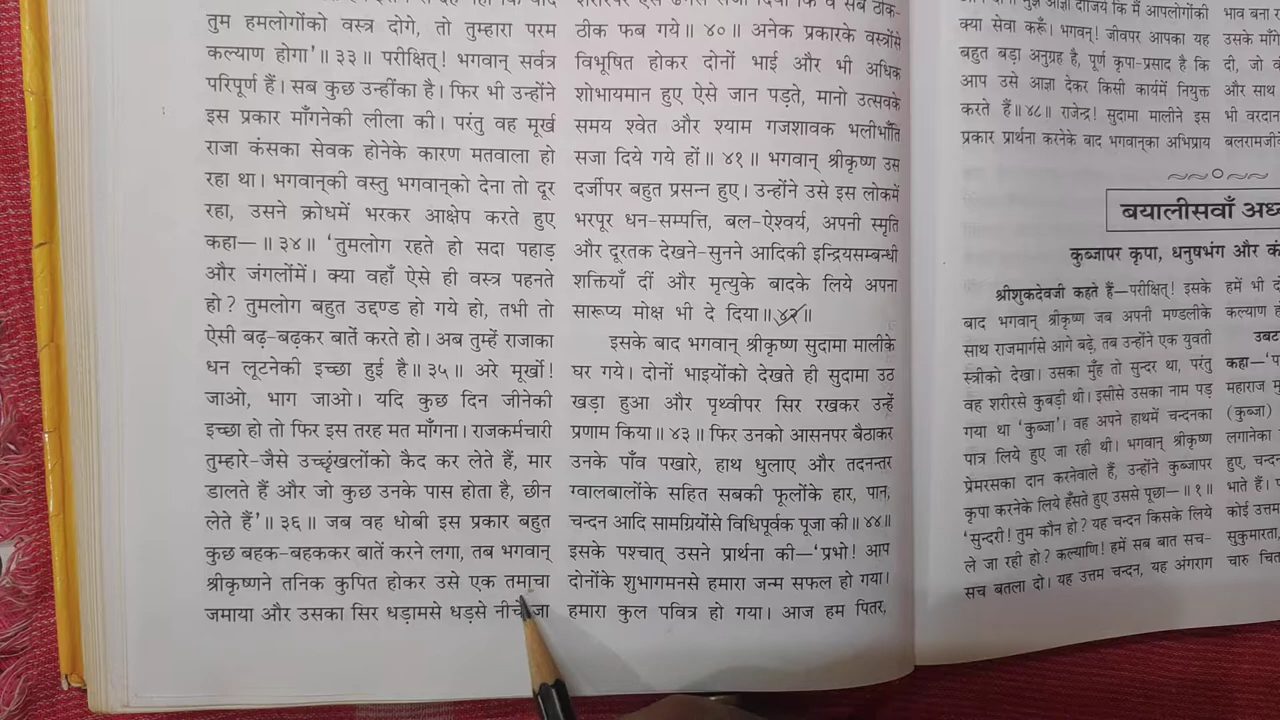 तुम हमलोगोंको वस्त्र दोगे, तो तुम्हारा परम
कल्याण होगा’॥ ३३॥ परीक्षित्! भगवान् सर्वत्र
परिपूर्ण हैं। सब कुछ उन्हींका है। फिर भी उन्होंने
इस प्रकार माँगनेकी लीला की। परंतु वह मूर्ख
राजा कंसका सेवक होनेके कारण मतवाला हो
रहा था। भगवान्‌की वस्तु भगवान्‌को देना तो दूर
रहा, उसने क्रोधमें भरकर आक्षेप करते हुए
कहा—॥ ३४॥ ‘तुमलोग रहते हो सदा पहाड़
और जंगलोंमें। क्या वहाँ ऐसे ही वस्त्र पहनते
हो? तुमलोग बहुत उद्दण्ड हो गये हो, तभी तो
ऐसी बढ़-बढ़कर बातें करते हो। अब तुम्हें राजाका
धन लूटनेकी इच्छा हुई है॥ ३५॥ अरे मूर्खो!
जाओ, भाग जाओ। यदि कुछ दिन जीनेकी
इच्छा हो तो फिर इस तरह मत माँगना। राजकर्मचारी
तुम्हारे-जैसे उच्छृंखलोंको कैद कर लेते हैं, मार
डालते हैं और जो कुछ उनके पास होता है, छीन
लेते हैं’॥ ३६॥ जब वह धोबी इस प्रकार बहुत
कुछ बहक-बहककर बातें करने लगा, तब भगवान्
श्रीकृष्णने तनिक कुपित होकर उसे एक तमाचा
जमाया और उसका सिर धड़ामसे धड़से नीचे जा
ठीक फब गये॥ ४०॥ अनेक प्रकारके वस्त्रोंसे
विभूषित होकर दोनों भाई और भी अधिक
शोभायमान हुए ऐसे जान पड़ते, मानो उत्सवके
समय श्वेत और श्याम गजशावक भलीभाँति
सजा दिये गये हों॥ ४१॥ भगवान् श्रीकृष्ण उस
दर्जीपर बहुत प्रसन्न हुए। उन्होंने उसे इस लोकमें
भरपूर धन-सम्पत्ति, बल-ऐश्वर्य, अपनी स्मृति
और दूरतक देखने-सुनने आदिकी इन्द्रियसम्बन्धी
शक्तियाँ दीं और मृत्युके बादके लिये अपना
सारूप्य मोक्ष भी दे दिया॥ ४२॥
इसके बाद भगवान् श्रीकृष्ण सुदामा मालीके
घर गये। दोनों भाइयोंको देखते ही सुदामा उठ
खड़ा हुआ और पृथ्वीपर सिर रखकर उन्हें
प्रणाम किया॥ ४३॥ फिर उनको आसनपर बैठाकर
उनके पाँव पखारे, हाथ धुलाए और तदनन्तर
ग्वालबालोंके सहित सबकी फूलोंके हार, पान,
चन्दन आदि सामग्रियोंसे विधिपूर्वक पूजा की॥ ४४॥
इसके पश्चात् उसने प्रार्थना की—‘प्रभो! आप
दोनोंके शुभागमनसे हमारा जन्म सफल हो गया।
हमारा कुल पवित्र हो गया। आज हम पितर,
क्या सेवा करूँ। भगवन्! जीवपर आपका यह
बहुत बड़ा अनुग्रह है, पूर्ण कृपा-प्रसाद है कि
आप उसे आज्ञा देकर किसी कार्यमें नियुक्त
करते हैं॥ ४८॥ राजेन्द्र! सुदामा मालीने इस
प्रकार प्रार्थना करनेके बाद भगवान्‌का अभिप्राय
भाव बना
उसके माँगे
दी, जो
और साथ
भी वरदान
बलरामजी
बयालीसवाँ
कुब्जापर कृपा, धनुषभंग और
श्रीशुकदेवजी कहते हैं—परीक्षित्! इसके
बाद भगवान् श्रीकृष्ण जब अपनी मण्डलीके
साथ राजमार्गसे आगे बढ़े, तब उन्होंने एक युवती
स्त्रीको देखा। उसका मुँह तो सुन्दर था, परंतु
वह शरीरसे कुबड़ी थी। इसीसे उसका नाम पड़
गया था ‘कुब्जा’। वह अपने हाथमें चन्दनका
पात्र लिये हुए जा रही थी। भगवान् श्रीकृष्ण
प्रेमरसका दान करनेवाले हैं, उन्होंने कुब्जापर
कृपा करनेके लिये हँसते हुए उससे पूछा—॥ १॥
‘सुन्दरी! तुम कौन हो? यह चन्दन किसके लिये
ले जा रही हो? कल्याणि! हमें सब बात सच-
सच बतला दो। यह उत्तम चन्दन, यह अंगराग
हमें भी
कल्याण
कहा—
महाराज
(कुब्जा)
लगानेका
हुए,
भाते हैं।
कोई उत्तम
सुकुमारता,
चारु